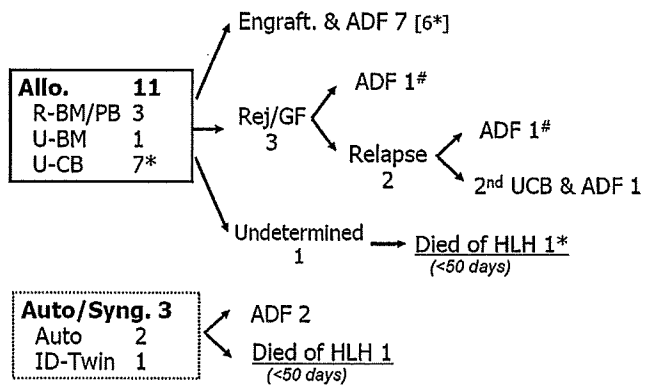 Engraft. & ADF 7 [6*]
Allo. 11
R-BM/PB 3
U-BM 1
U-CB 7*
ADF 1#
Rej/GF
3
Relapse
2
ADF 1#
2nd UCB & ADF 1
Undetermined
1
Died of HLH 1*
(<50 days)
Auto/Syng. 3
Auto 2
ID-Twin 1
ADF 2
Died of HLH 1
(<50 days)